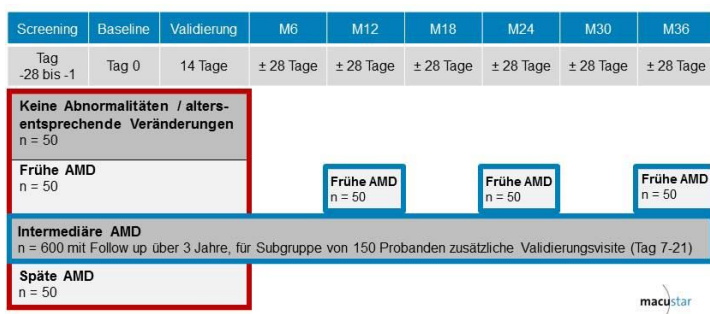 Screening Baseline Validierung M6 M12 M18 M24 M30 M36
Tag
-28 bis -1 Tag 0 14 Tage ± 28 Tage ± 28 Tage ± 28 Tage ± 28 Tage ± 28 Tage ± 28 Tage
Keine Abnormalitäten / alters-
entsprechende Veränderungen
n = 50
Frühe AMD
n = 50
Frühe AMD
n = 50
Frühe AMD
n = 50
Frühe AMD
n = 50
Intermediäre AMD
n = 600 mit Follow up über 3 Jahre, für Subgruppe von 150 Probanden zusätzliche Validierungsvisite (Tag 7-21)
Späte AMD
n = 50
macustar